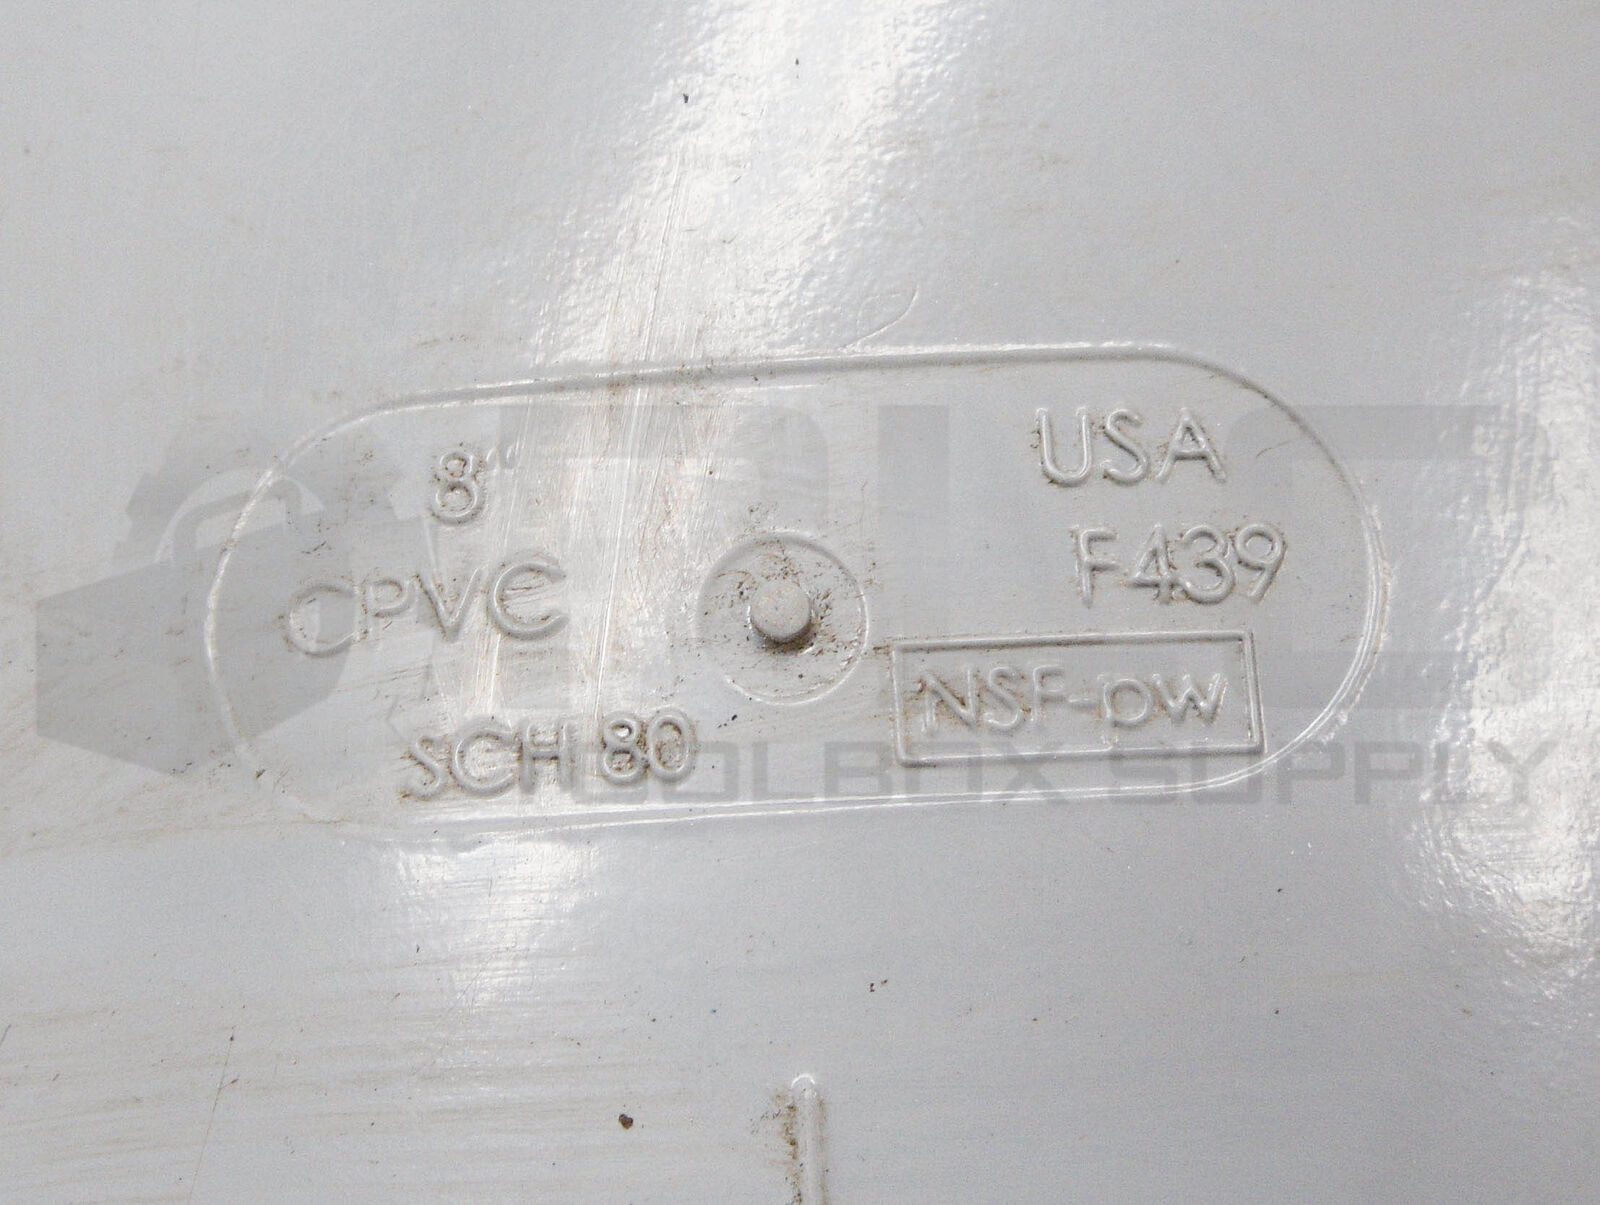 8"
CPVC
SCH 80
USA
F439
NSF-pw
TOOLBOX SUPPLY